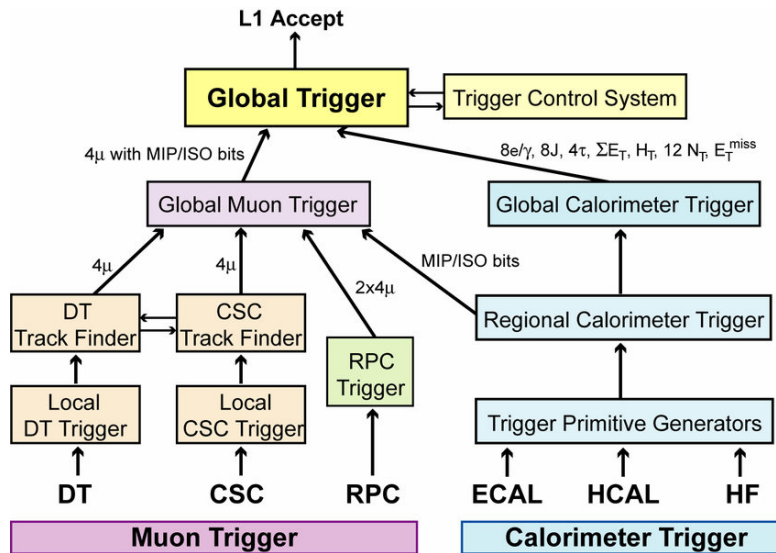 L1 Accept
Global Trigger
Trigger Control System
4μ with MIP/ISO bits
8e/γ, 8J, 4τ, ΣE_T, H_T, 12 N_T, E_T^miss
Global Muon Trigger
Global Calorimeter Trigger
4μ
4μ
MIP/ISO bits
2x4μ
DT
Track Finder
CSC
Track Finder
Regional Calorimeter Trigger
RPC
Trigger
Local
DT Trigger
Local
CSC Trigger
Trigger Primitive Generators
DT
CSC
RPC
ECAL
HCAL
HF
Muon Trigger
Calorimeter Trigger